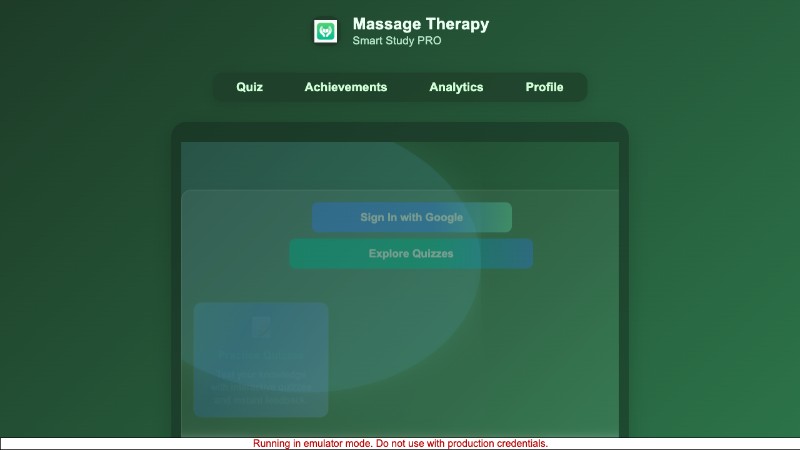 Massage Therapy
Smart Study PRO
Quiz
Achievements
Analytics
Profile
Sign In with Google
Explore Quizzes
Running in emulator mode. Do not use with production credentials.